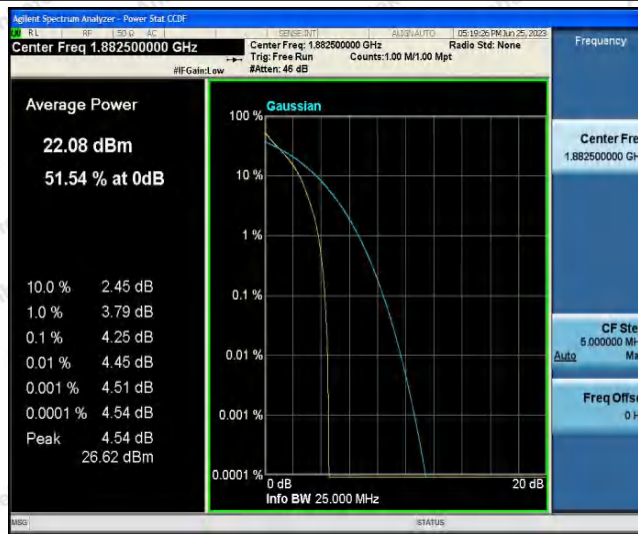 Agilent Spectrum Analyzer - Power Stat CCDF
RL RF 50 Ω AC SENSE:INT ALIGN AUTO 05:19:26 PM Jun 25, 2023
Center Freq 1.882500000 GHz
Center Freq: 1.882500000 GHz Radio Std: None
Trig: Free Run Counts:1.00 M/1.00 Mpt
#IFGain:Low #Atten: 46 dB
Frequency
Average Power
22.08 dBm
51.54 % at 0dB
10.0 % 2.45 dB
1.0 % 3.79 dB
0.1 % 4.25 dB
0.01 % 4.45 dB
0.001 % 4.51 dB
0.0001 % 4.54 dB
Peak 4.54 dB
26.62 dBm
Gaussian
100 %
10 %
1 %
0.1 %
0.01 %
0.001 %
0.0001 %
0 dB 20 dB
Info BW 25.000 MHz
Center Fre
1.882500000 GH
CF Ste
5.000000 MH
Auto Ma
Freq Offse
0 H
MSG STATUS